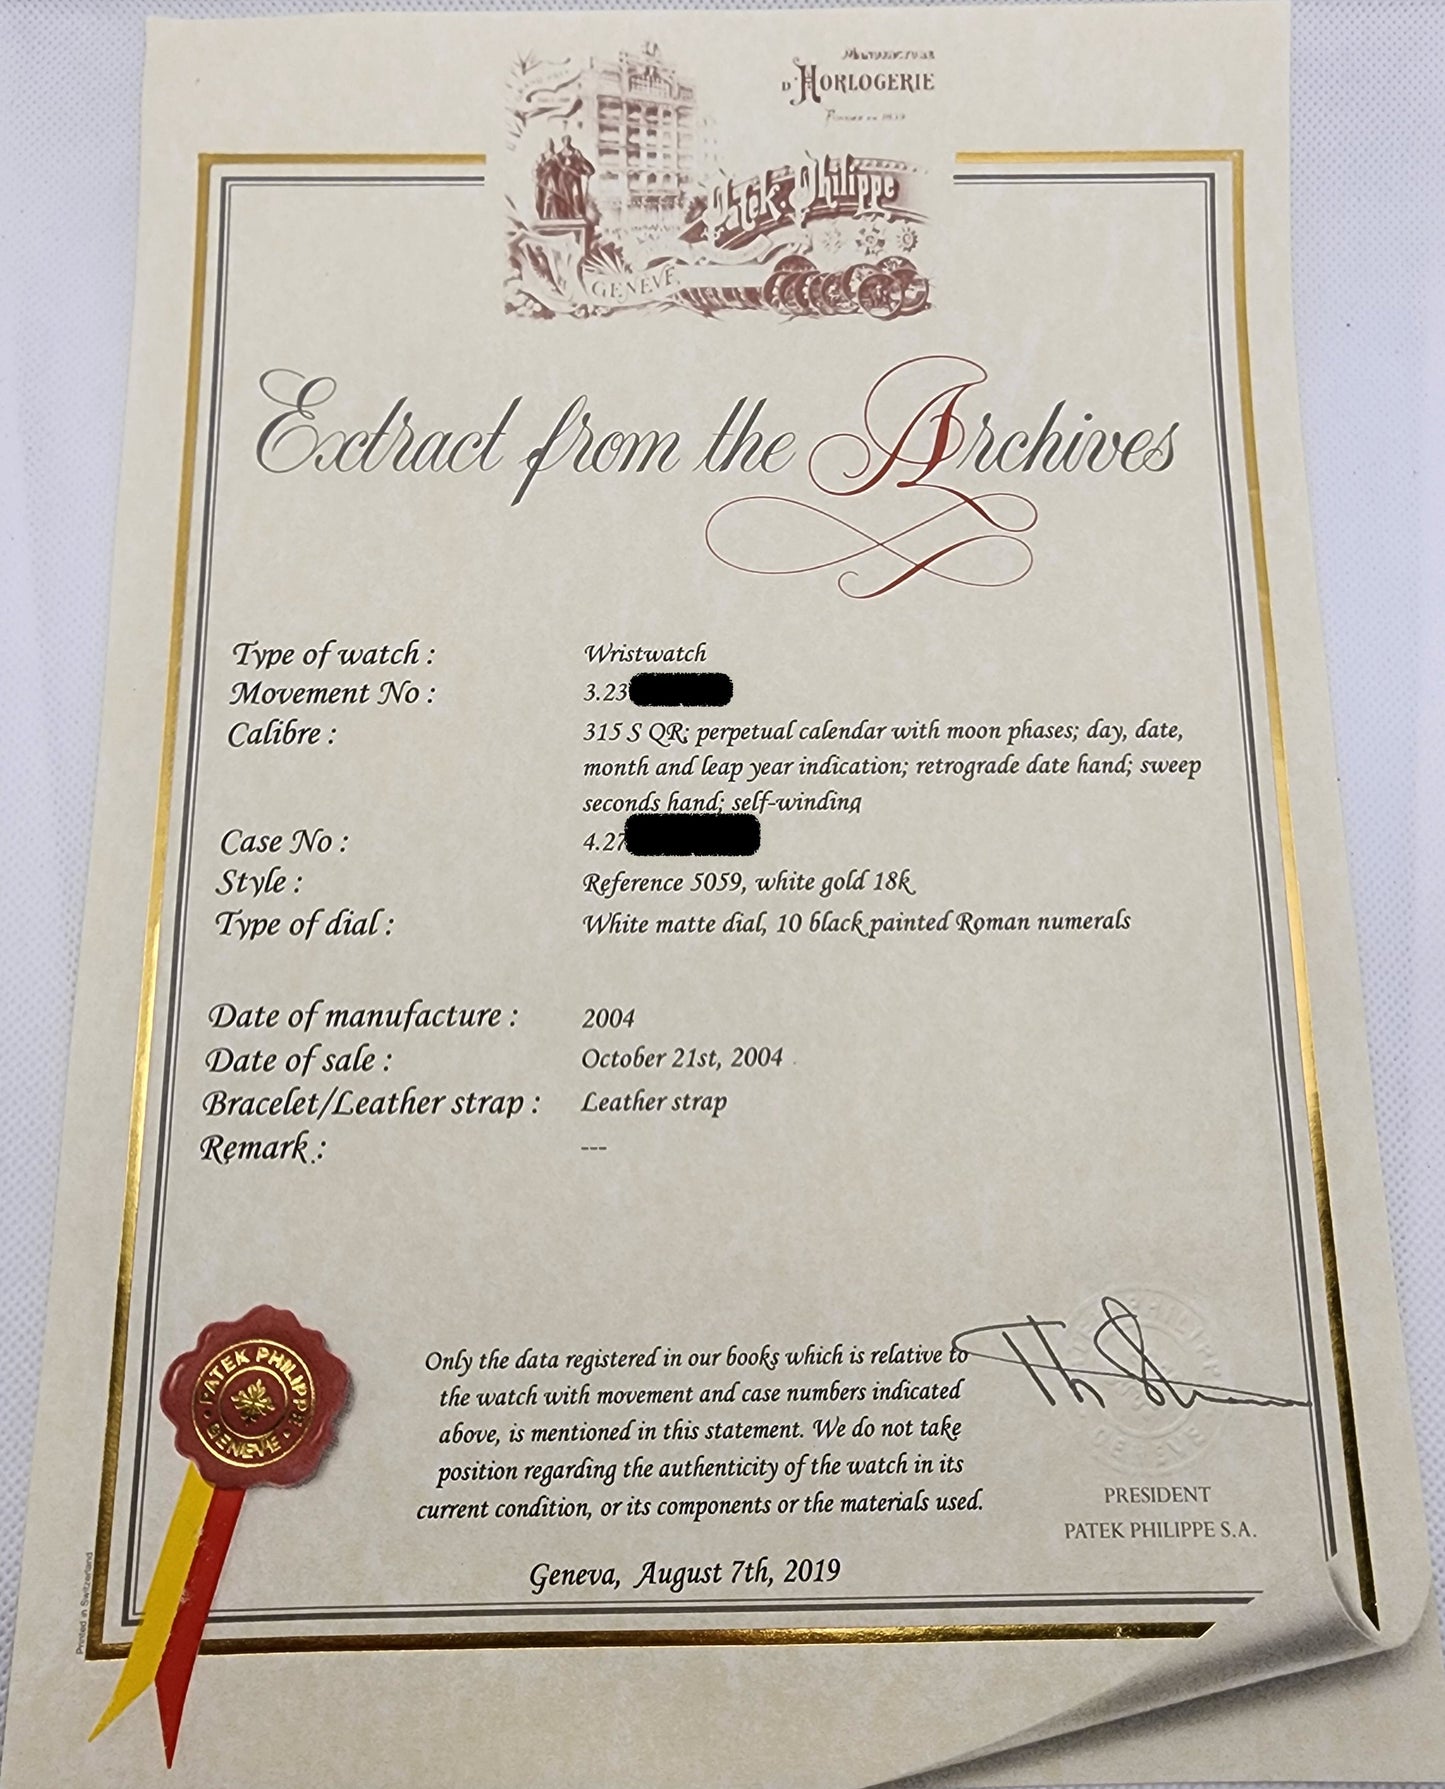 MANUFACTURE
D'HORLOGERIE
Patek Philippe
GENÈVE
Extract from the Archives
Type of watch : Wristwatch
Movement No : 3.23
Calibre : 315 S QR; perpetual calendar with moon phases; day, date,
month and leap year indication; retrograde date hand; sweep
seconds hand; self-winding
Case No : 4.27
Style : Reference 5059, white gold 18k
Type of dial : White matte dial, 10 black painted Roman numerals
Date of manufacture : 2004
Date of sale : October 21st, 2004
Bracelet/Leather strap : Leather strap
Remark : ---
Only the data registered in our books which is relative to
the watch with movement and case numbers indicated
above, is mentioned in this statement. We do not take
position regarding the authenticity of the watch in its
current condition, or its components or the materials used.
PATEK PHILIPPE
GENEVE
PRESIDENT
PATEK PHILIPPE S.A.
Geneva, August 7th, 2019
Printed in Switzerland